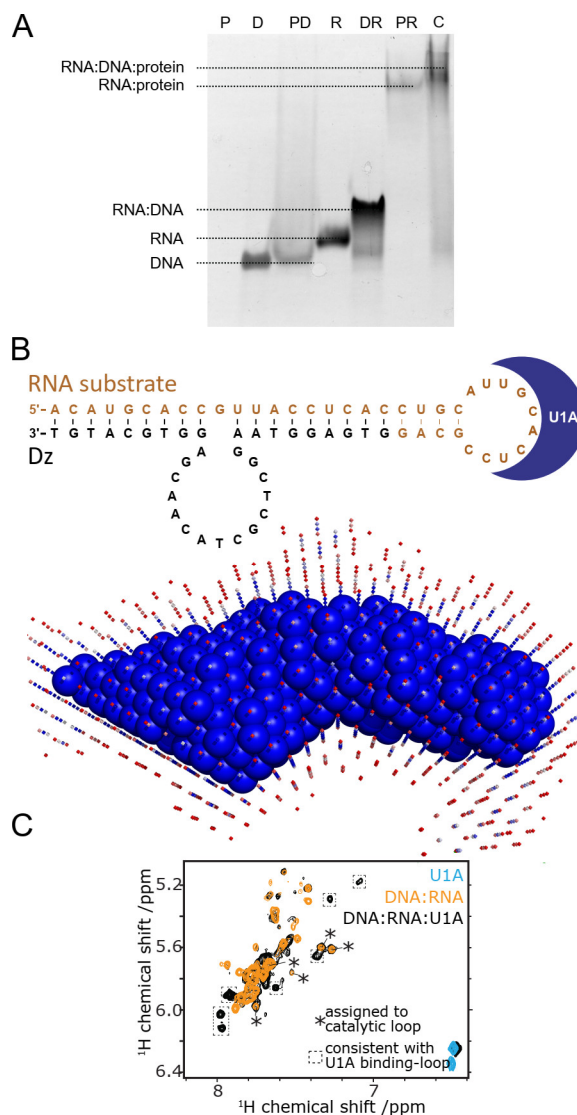 A
P D PD R DR PR C
RNA:DNA:protein
RNA:protein
RNA:DNA
RNA
DNA
B
RNA substrate
5'- A C A U G C A C C G U U A C C U C A C C U G C
A U U G C A C
C U C C
U1A
3'- T G T A C G T G G A A T G G A G T G G A C G
Dz
C
U1A
DNA:RNA
DNA:RNA:U1A
assigned to
catalytic loop
consistent with
U1A binding-loop
5.2
5.6
6.0
6.4
¹H chemical shift /ppm
8 7
¹H chemical shift /ppm